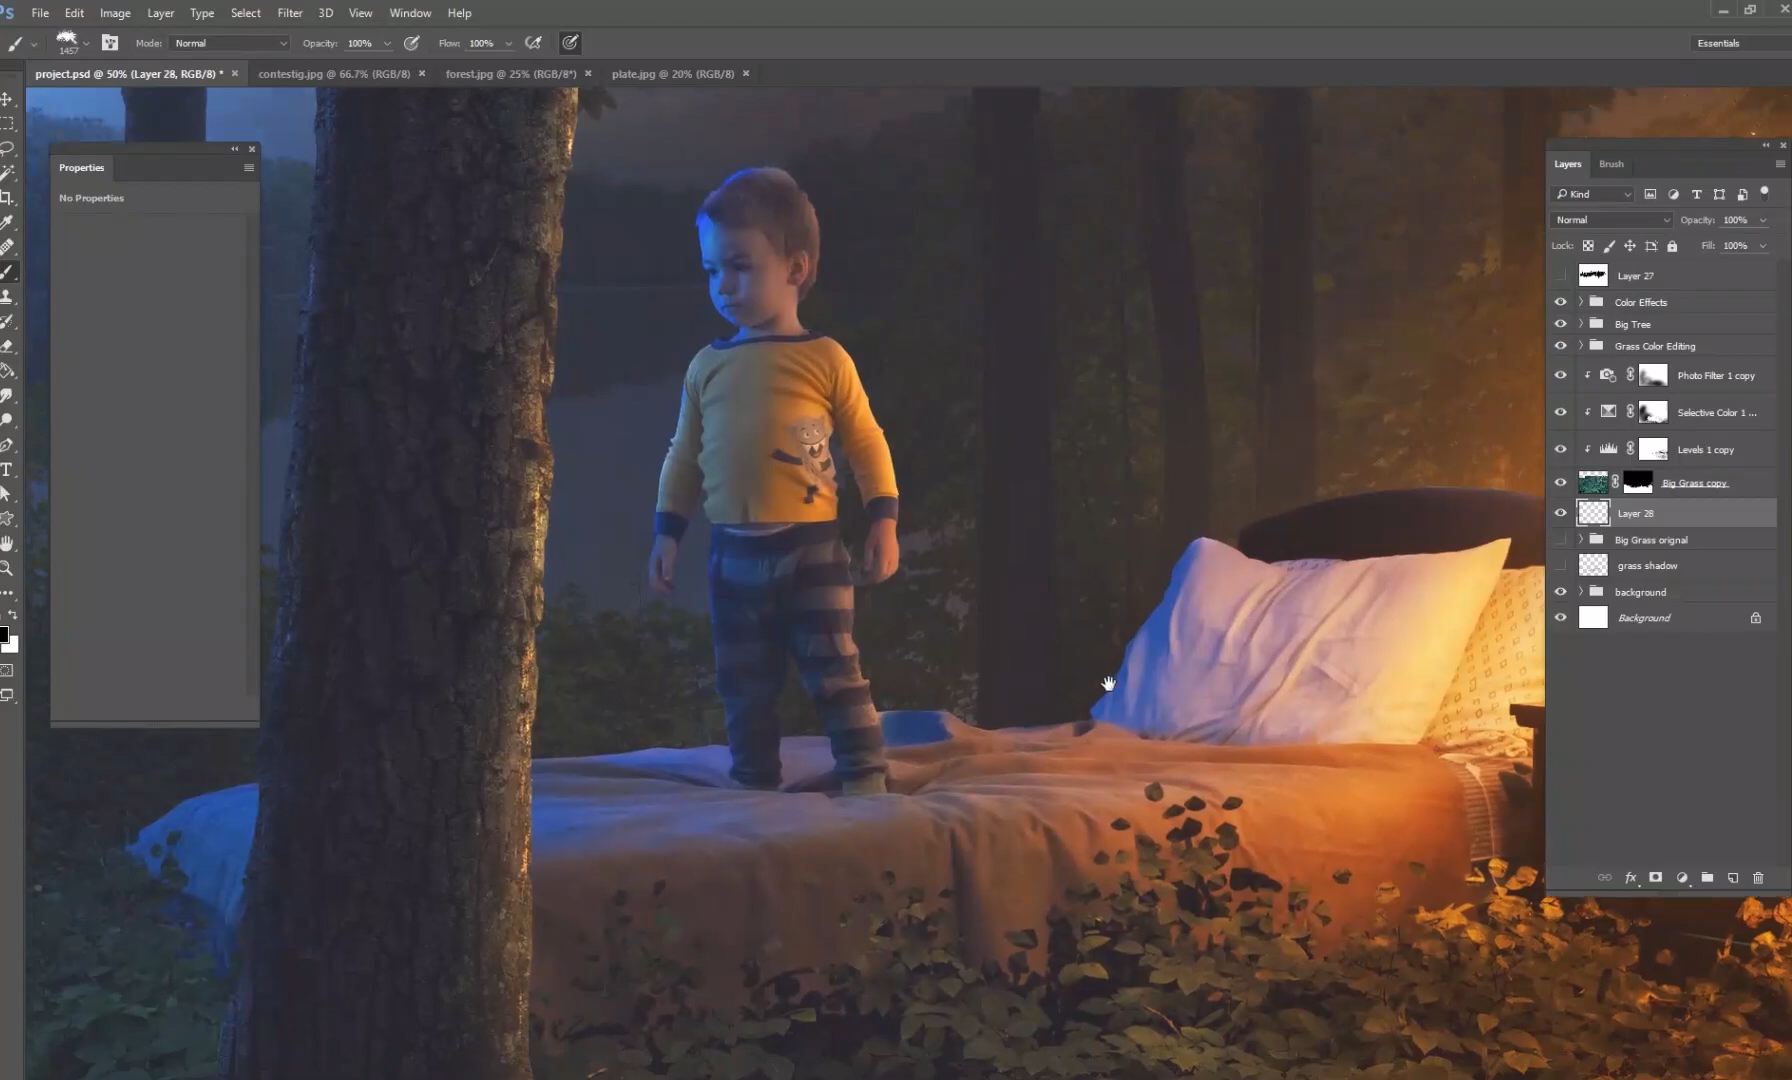 Ps File Edit Image Layer Type Select Filter 3D View Window Help
1457 Mode: Normal Opacity: 100% Flow: 100% Essentials
project.psd @ 50% (Layer 28, RGB/8) * × contestig.jpg @ 66.7% (RGB/8) × forest.jpg @ 25% (RGB/8*) × plate.jpg @ 20% (RGB/8) ×
Properties
No Properties
Layers Brush
Kind
Normal Opacity: 100%
Lock: Fill: 100%
Layer 27
Color Effects
Big Tree
Grass Color Editing
Photo Filter 1 copy
Selective Color 1 ...
Levels 1 copy
Big Grass copy
Layer 28
Big Grass orignal
grass shadow
background
Background
fx